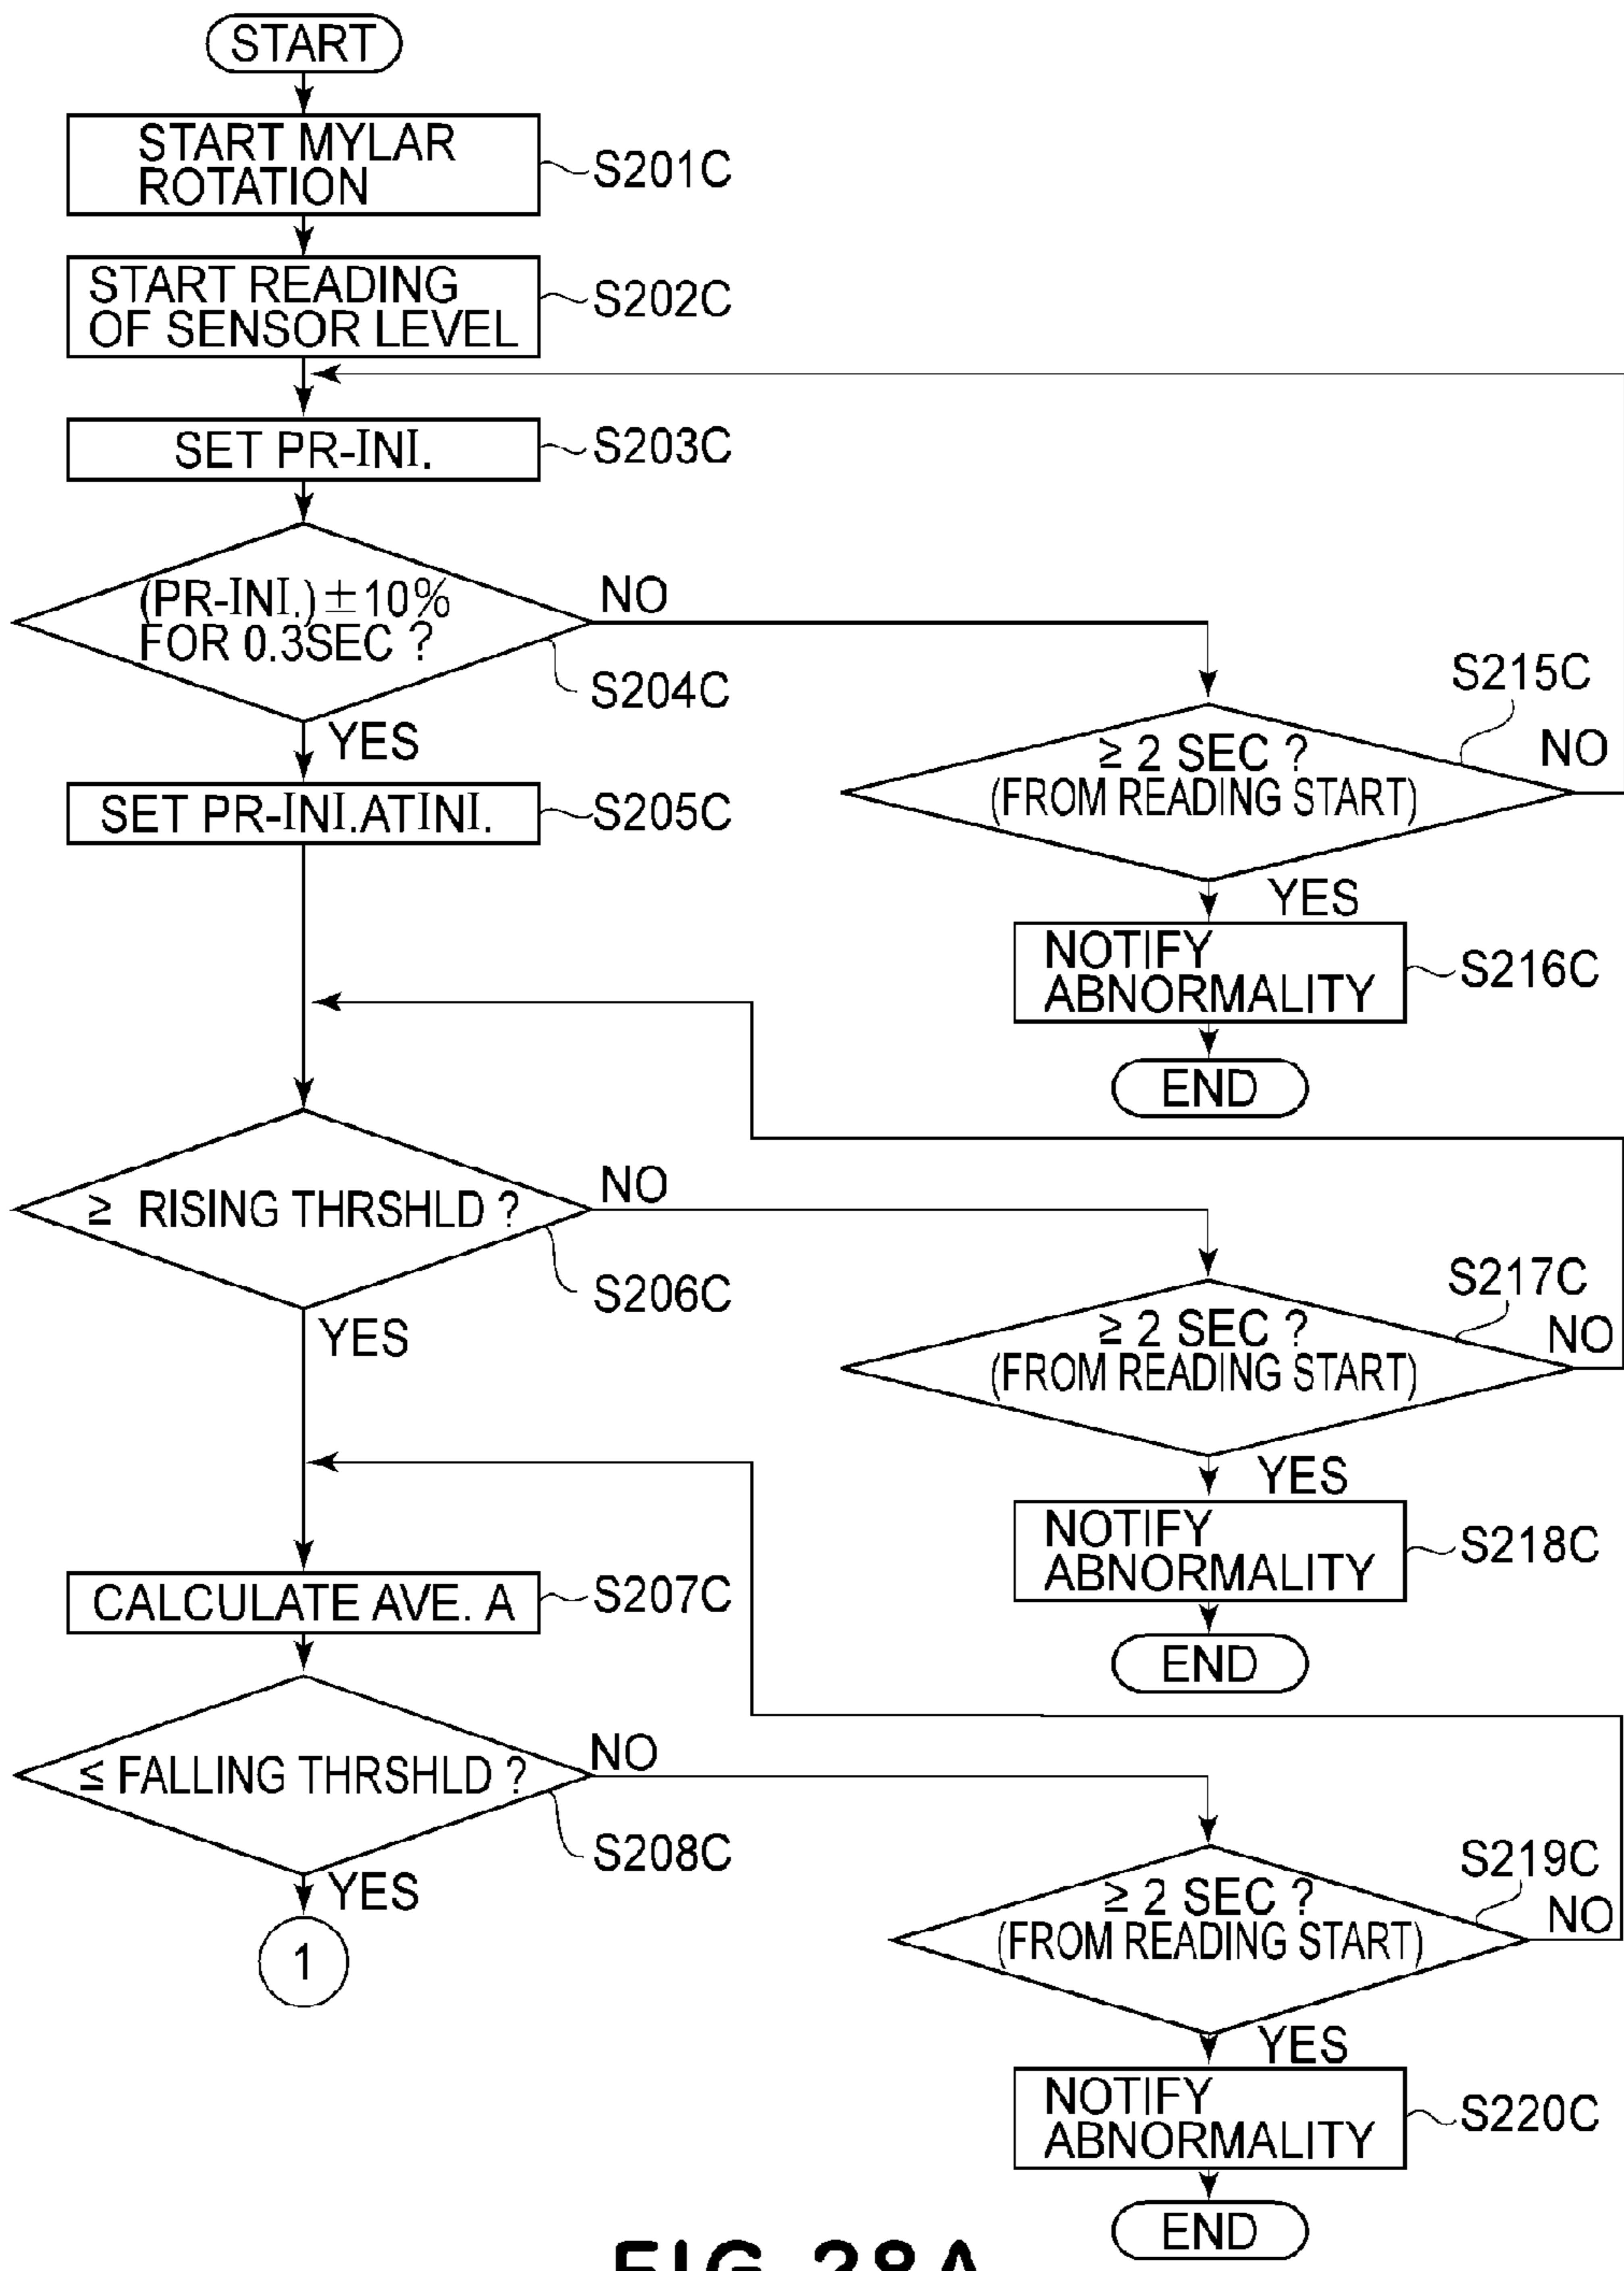 START
START MYLAR
ROTATION
S201C
START READING
OF SENSOR LEVEL
S202C
SET PR-INI.
S203C
(PR-INI.)±10%
FOR 0.3SEC ?
NO
S204C
YES
S215C
≥ 2 SEC ?
(FROM READING START)
NO
SET PR-INI.ATINI.
S205C
YES
NOTIFY
ABNORMALITY
S216C
END
≥ RISING THRSHLD ?
NO
S206C
YES
S217C
≥ 2 SEC ?
(FROM READING START)
NO
YES
NOTIFY
ABNORMALITY
S218C
END
CALCULATE AVE. A
S207C
≤ FALLING THRSHLD ?
NO
S208C
YES
1
S219C
≥ 2 SEC ?
(FROM READING START)
NO
YES
NOTIFY
ABNORMALITY
S220C
END
FIG.28A